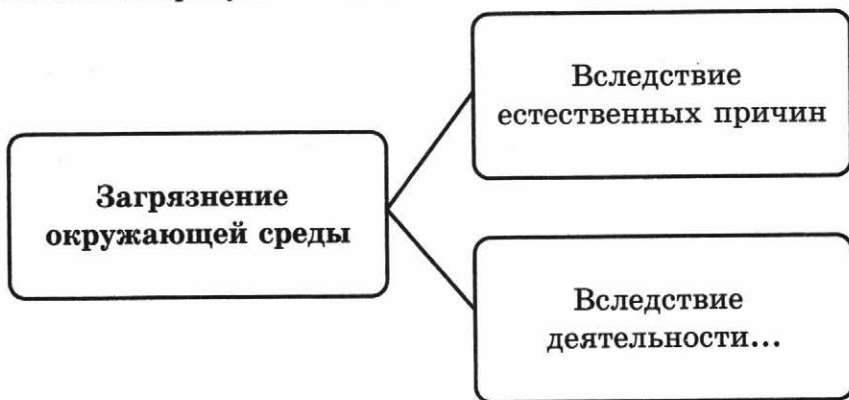 Вследствие
естественных причин
Загрязнение
окружающей среды
Вследствие
деятельности...